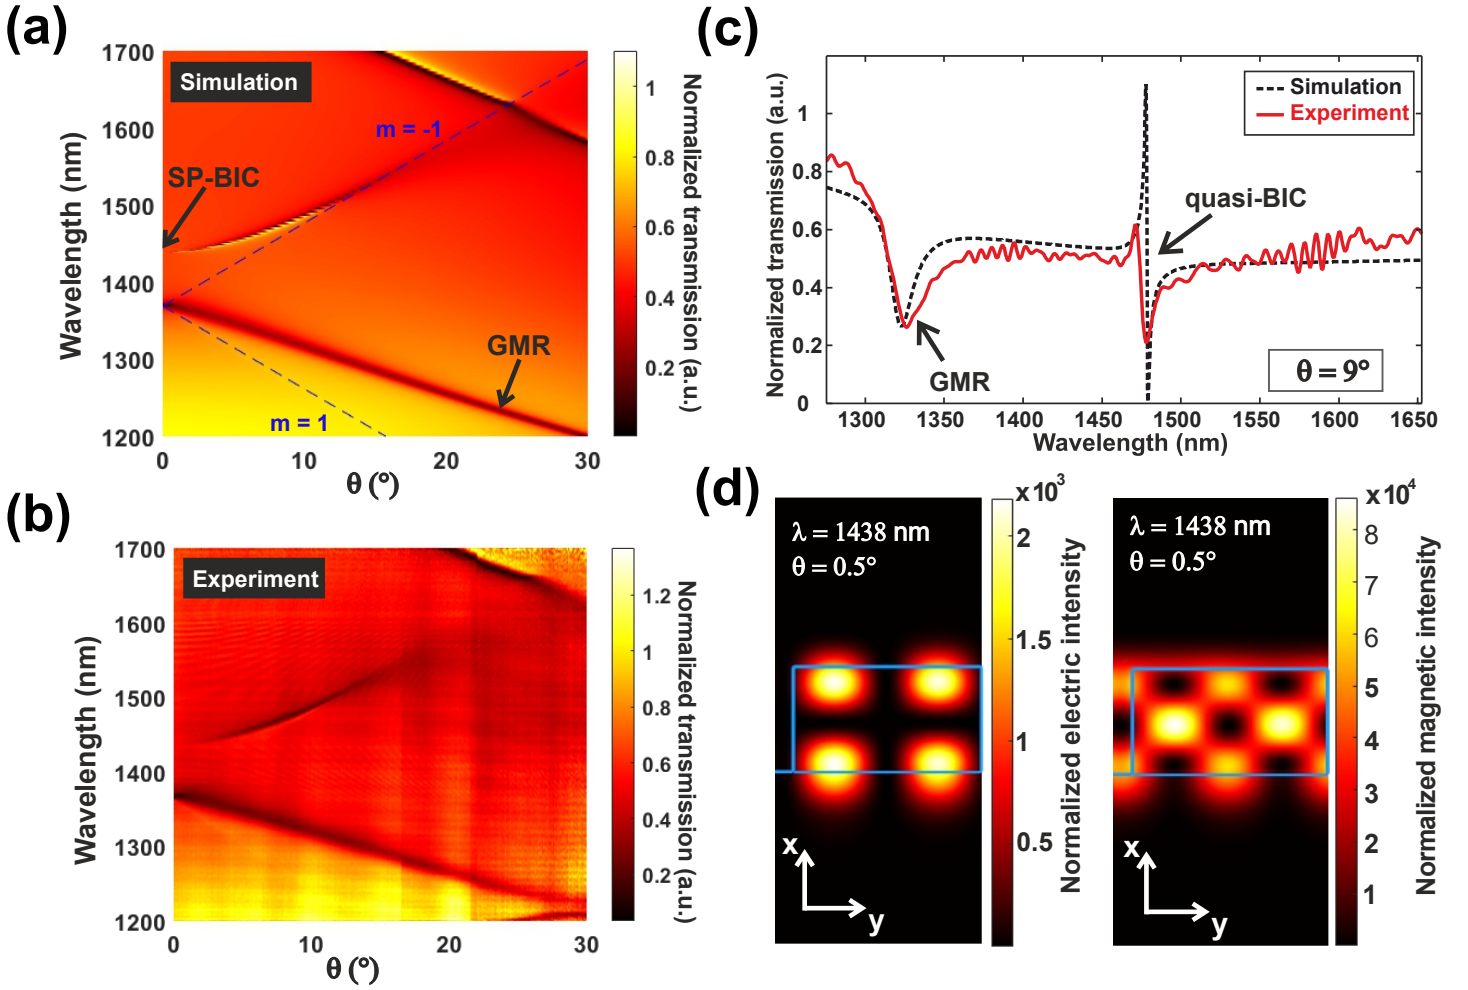 (a)
1700
1600
1500
1400
1300
1200
Wavelength (nm)
Simulation
m = -1
SP-BIC
GMR
m = 1
0
10
20
30
θ (°)
1
0.8
0.6
0.4
0.2
Normalized transmission (a.u.)
(b)
1700
1600
1500
1400
1300
1200
Wavelength (nm)
Experiment
0
10
20
30
θ (°)
1.2
1
0.8
0.6
0.4
0.2
Normalized transmission (a.u.)
(c)
Normalized transmission (a.u.)
1
0.8
0.6
0.4
0.2
0
Simulation
Experiment
quasi-BIC
GMR
θ = 9°
1300
1350
1400
1450
1500
1550
1600
1650
Wavelength (nm)
(d)
λ = 1438 nm
θ = 0.5°
x
y
x10³
2
1.5
1
0.5
Normalized electric intensity
λ = 1438 nm
θ = 0.5°
x
y
x10⁴
8
7
6
5
4
3
2
1
Normalized magnetic intensity